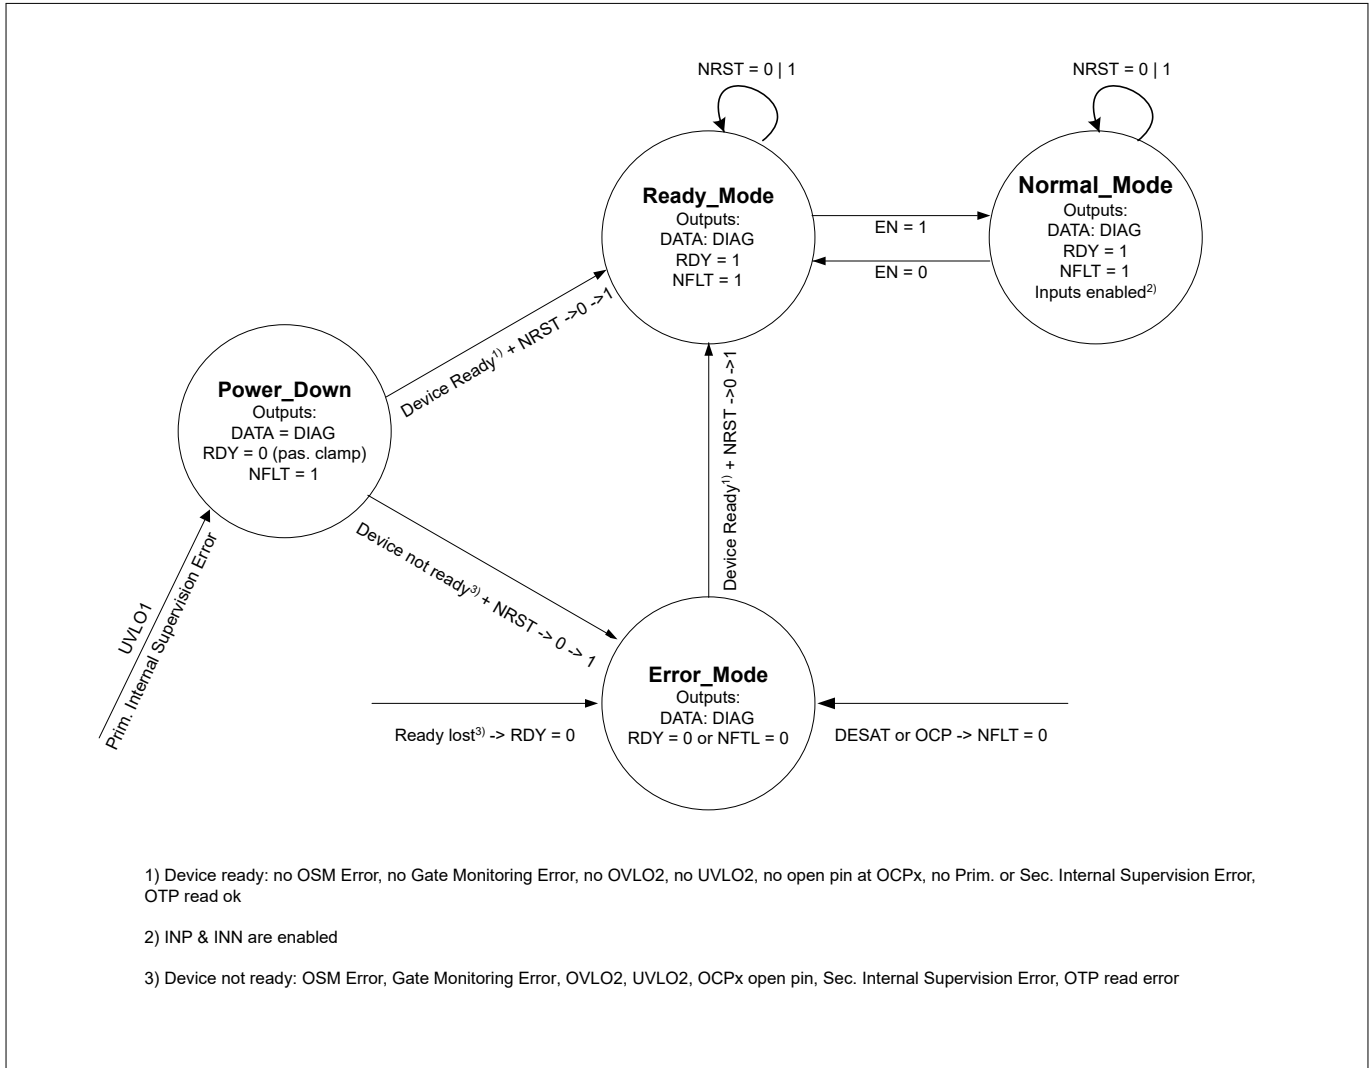 NRST = 0 | 1
NRST = 0 | 1
Ready_Mode
Outputs:
DATA: DIAG
RDY = 1
NFLT = 1
EN = 1
EN = 0
Normal_Mode
Outputs:
DATA: DIAG
RDY = 1
NFLT = 1
Inputs enabled2)
Device Ready1) + NRST ->0 ->1
Power_Down
Outputs:
DATA = DIAG
RDY = 0 (pas. clamp)
NFLT = 1
Device Ready1) + NRST ->0 ->1
Device not ready3) + NRST -> 0 -> 1
UVLO1
Prim. Internal Supervision Error
Error_Mode
Outputs:
DATA: DIAG
RDY = 0 or NFTL = 0
Ready lost3) -> RDY = 0
DESAT or OCP -> NFLT = 0
1) Device ready: no OSM Error, no Gate Monitoring Error, no OVLO2, no UVLO2, no open pin at OCPx, no Prim. or Sec. Internal Supervision Error,
OTP read ok
2) INP & INN are enabled
3) Device not ready: OSM Error, Gate Monitoring Error, OVLO2, UVLO2, OCPx open pin, Sec. Internal Supervision Error, OTP read error